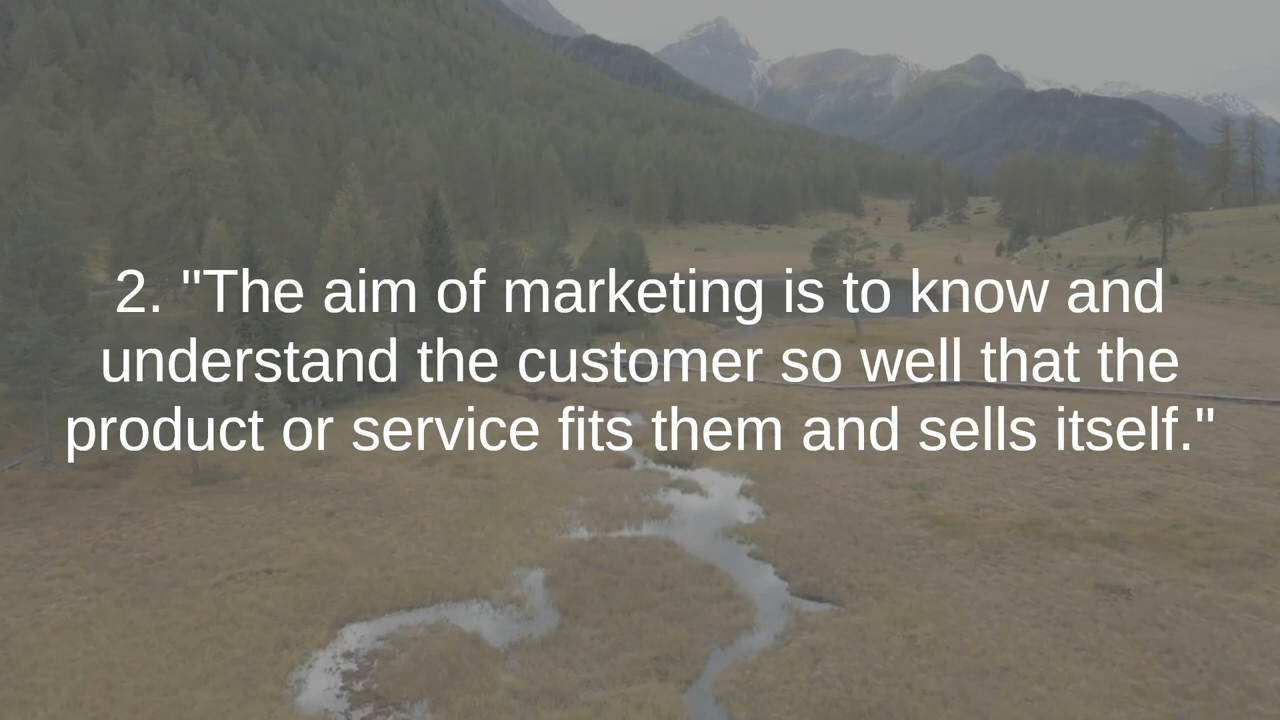 2. "The aim of marketing is to know and
understand the customer so well that the
product or service fits them and sells itself."